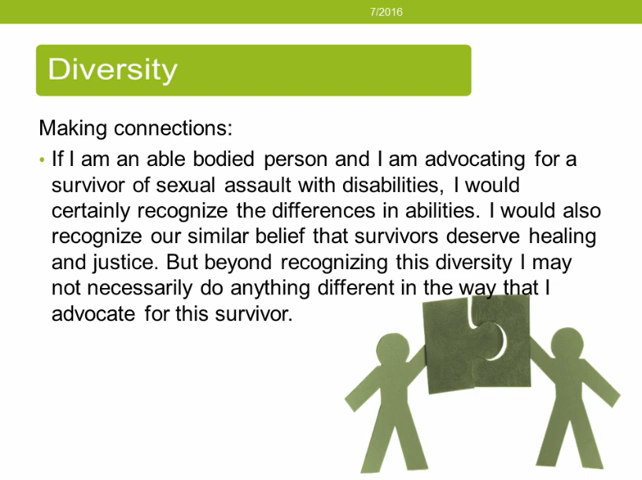 7/2016
Diversity
Making connections:
• If I am an able bodied person and I am advocating for a
survivor of sexual assault with disabilities, I would
certainly recognize the differences in abilities. I would also
recognize our similar belief that survivors deserve healing
and justice. But beyond recognizing this diversity I may
not necessarily do anything different in the way that I
advocate for this survivor.